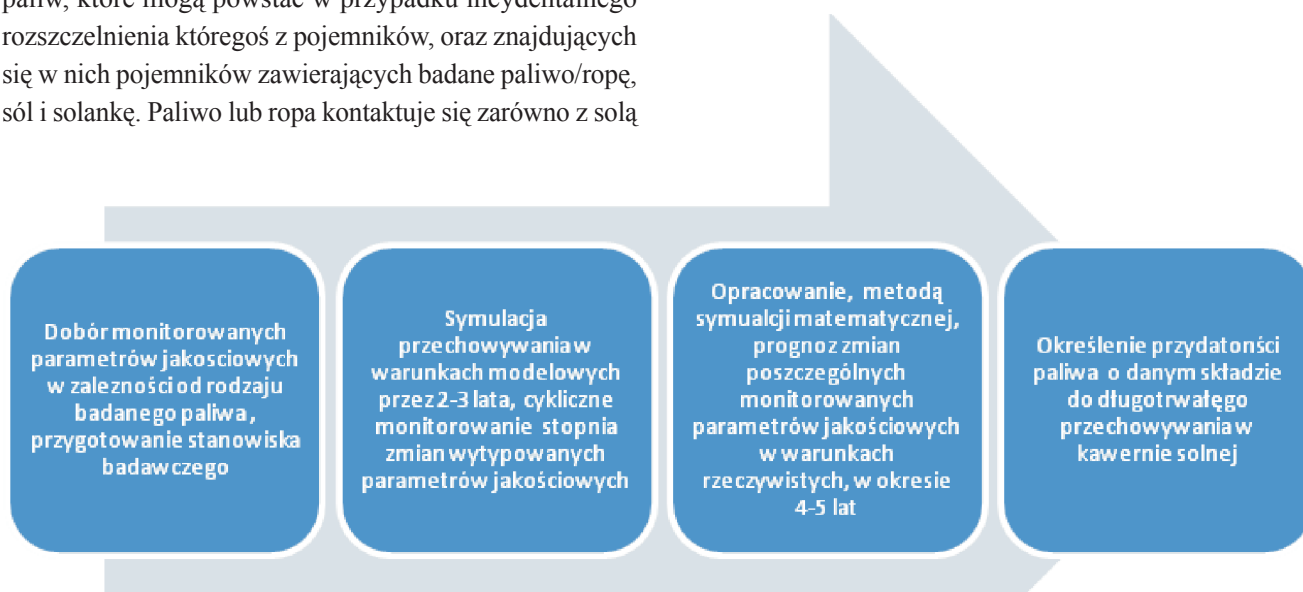 paliw, które mogą powstać w przypadku incydentalnego
rozszczelnienia któregoś z pojemników, oraz znajdujących
się w nich pojemników zawierających badane paliwo/ropę,
sól i solankę. Paliwo lub ropa kontaktuje się zarówno z solą
Dobór monitorowanych
parametrów jakosciowych
w zalezności od rodzaju
badanego paliwa,
przygotowanie stanowiska
badawczego
Symulacja
przechowywania w
warunkach modelowych
przez 2-3 lata, cykliczne
monitorowanie stopnia
zmian wytypowanych
parametrów jakościowych
Opracowanie, metodą
symualcji matematycznej,
prognoz zmian
poszczególnych
monitorowanych
parametrów jakościowych
w warunkach
rzeczywistych, w okresie
4-5 lat
Określenie przydatonści
paliwa o danym składzie
do długotrwałęgo
przechowywania w
kawernie solnej